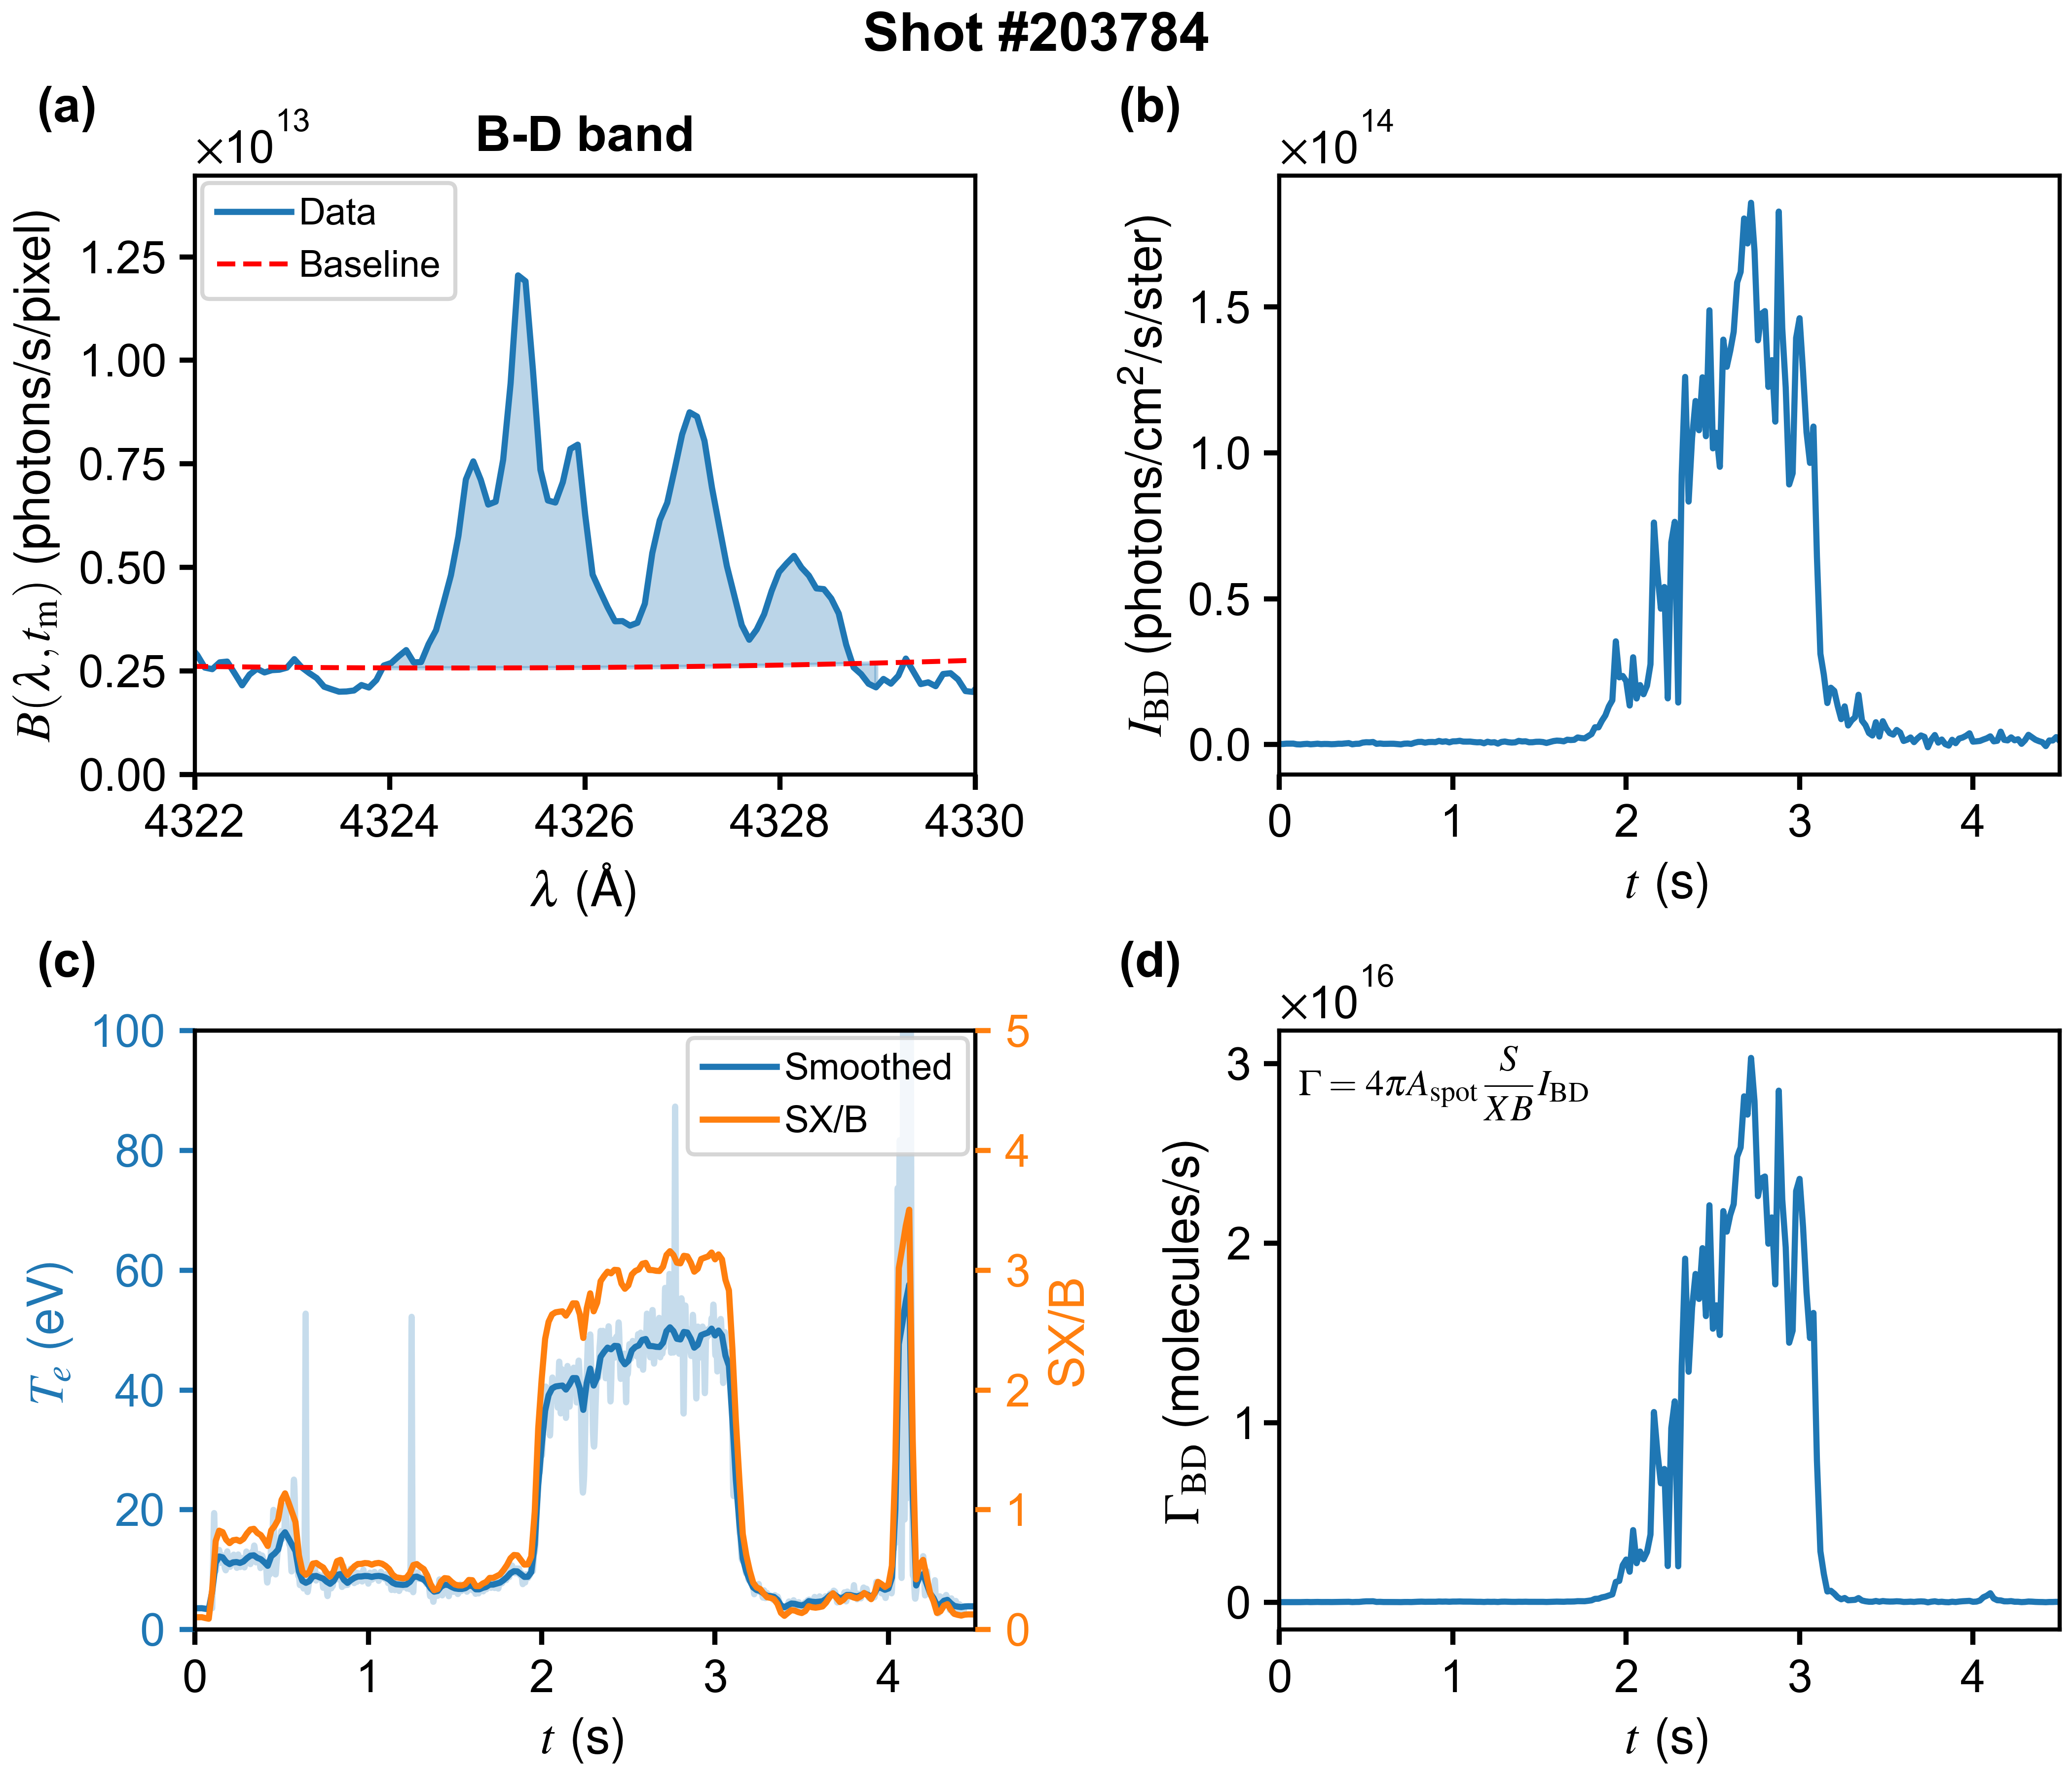 Shot #203784
(a)
×10^13
B-D band
Data
Baseline
B(λ, t_m) (photons/s/pixel)
1.25
1.00
0.75
0.50
0.25
0.00
4322 4324 4326 4328 4330
λ (Å)
(b)
×10^14
I_BD (photons/cm²/s/ster)
1.5
1.0
0.5
0.0
0 1 2 3 4
t (s)
(c)
Smoothed
SX/B
T_e (eV)
100
80
60
40
20
0
5
4
3
2
1
0
SX/B
0 1 2 3 4
t (s)
(d)
×10^16
Γ = 4πA_spot S/XB I_BD
Γ_BD (molecules/s)
3
2
1
0
0 1 2 3 4
t (s)